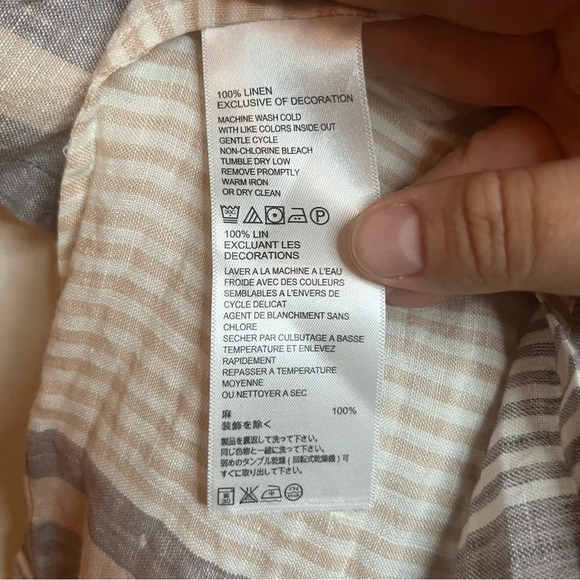 100% LINEN
EXCLUSIVE OF DECORATION
MACHINE WASH COLD
WITH LIKE COLORS INSIDE OUT
GENTLE CYCLE
NON-CHLORINE BLEACH
TUMBLE DRY LOW
REMOVE PROMPTLY
WARM IRON
OR DRY CLEAN
30C P
100% LIN
EXCLUANT LES
DECORATIONS
LAVER A LA MACHINE A L'EAU
FROIDE AVEC DES COULEURS
SEMBLABLES A L'ENVERS DE
CYCLE DELICAT
AGENT DE BLANCHIMENT SANS
CHLORE
SECHER PAR CULBUTAGE A BASSE
TEMPERATURE ET ENLEVEZ
RAPIDEMENT
REPASSER A TEMPERATURE
MOYENNE
OU NETTOYER A SEC
麻 100%
装飾を除く
製品を裏返して洗って下さい。
同じ色物と一緒に洗って下さい。
弱めのタンブル乾燥(回転式乾燥機)可
すぐに取り出して下さい。